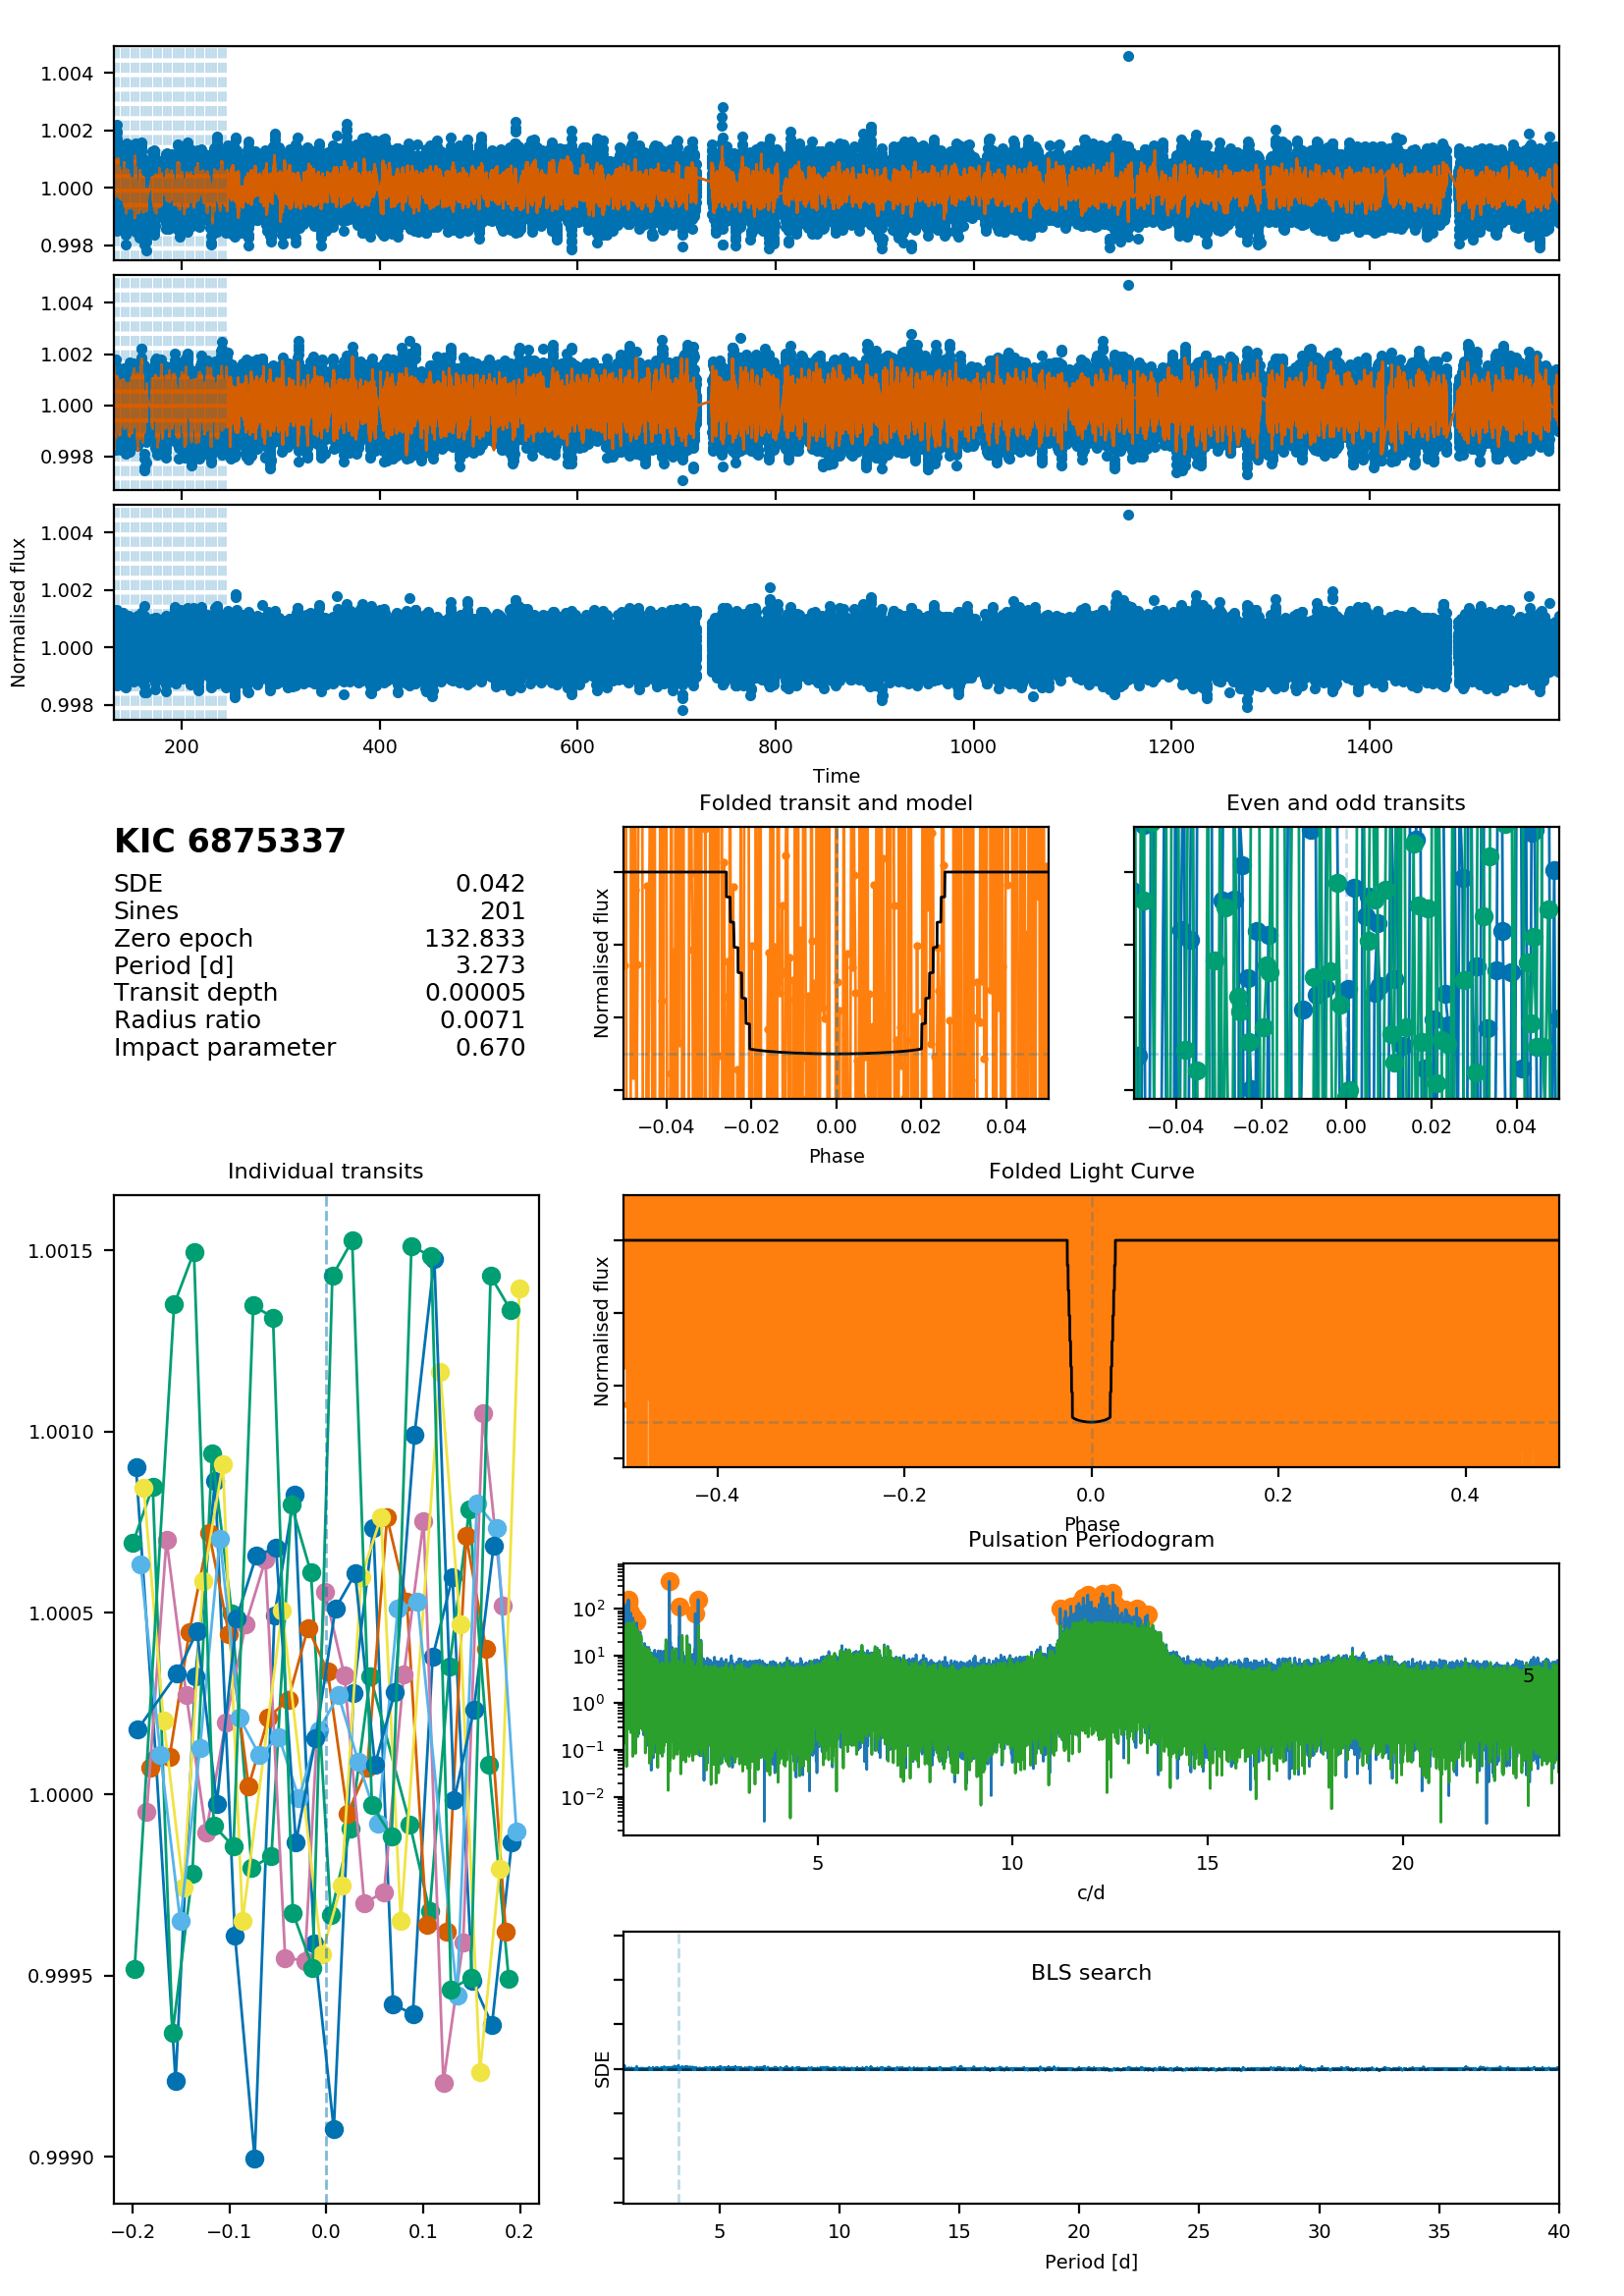 1.004
1.002
1.000
0.998
1.004
1.002
1.000
0.998
1.004
1.002
1.000
0.998
Normalised flux
200 400 600 800 1000 1200 1400
Time
KIC 6875337
SDE 0.042
Sines 201
Zero epoch 132.833
Period [d] 3.273
Transit depth 0.00005
Radius ratio 0.0071
Impact parameter 0.670
Folded transit and model
Normalised flux
−0.04 −0.02 0.00 0.02 0.04
Phase
Even and odd transits
−0.04 −0.02 0.00 0.02 0.04
Individual transits
1.0015
1.0010
1.0005
1.0000
0.9995
0.9990
−0.2 −0.1 0.0 0.1 0.2
Folded Light Curve
Normalised flux
−0.4 −0.2 0.0 0.2 0.4
Phase
Pulsation Periodogram
10²
10¹
10⁰
10⁻¹
10⁻²
5
5 10 15 20
c/d
BLS search
SDE
5 10 15 20 25 30 35 40
Period [d]